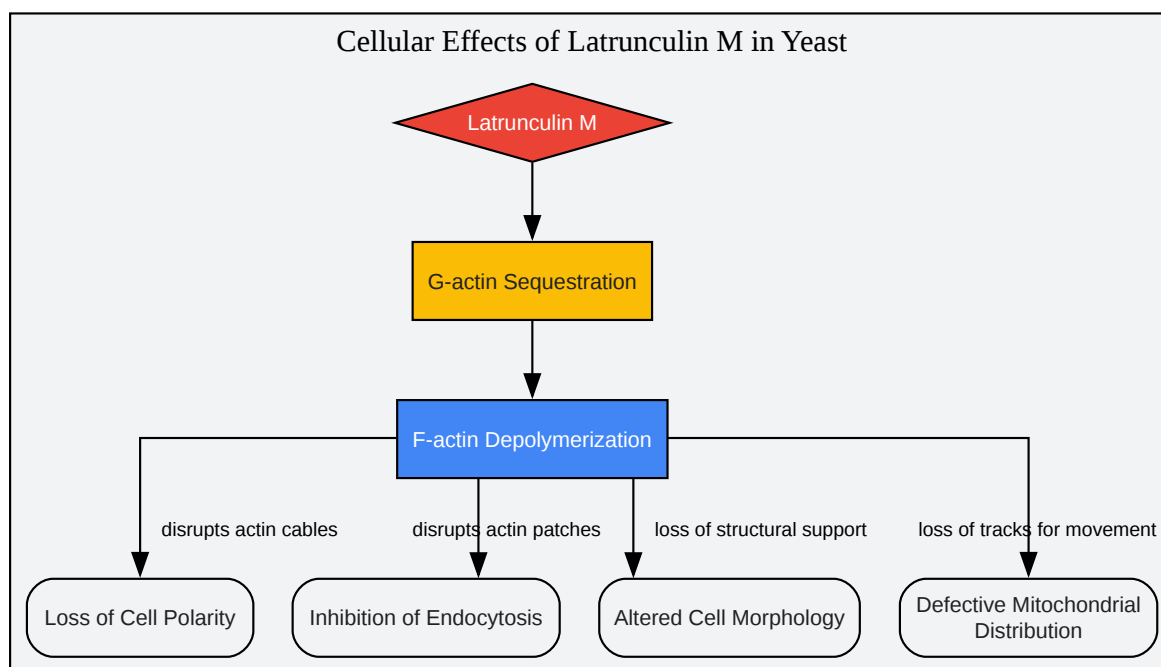 Cellular Effects of Latrunculin M in Yeast
Latrunculin M
G-actin Sequestration
F-actin Depolymerization
disrupts actin cables
disrupts actin patches
loss of structural support
loss of tracks for movement
Loss of Cell Polarity
Inhibition of Endocytosis
Altered Cell Morphology
Defective Mitochondrial
Distribution